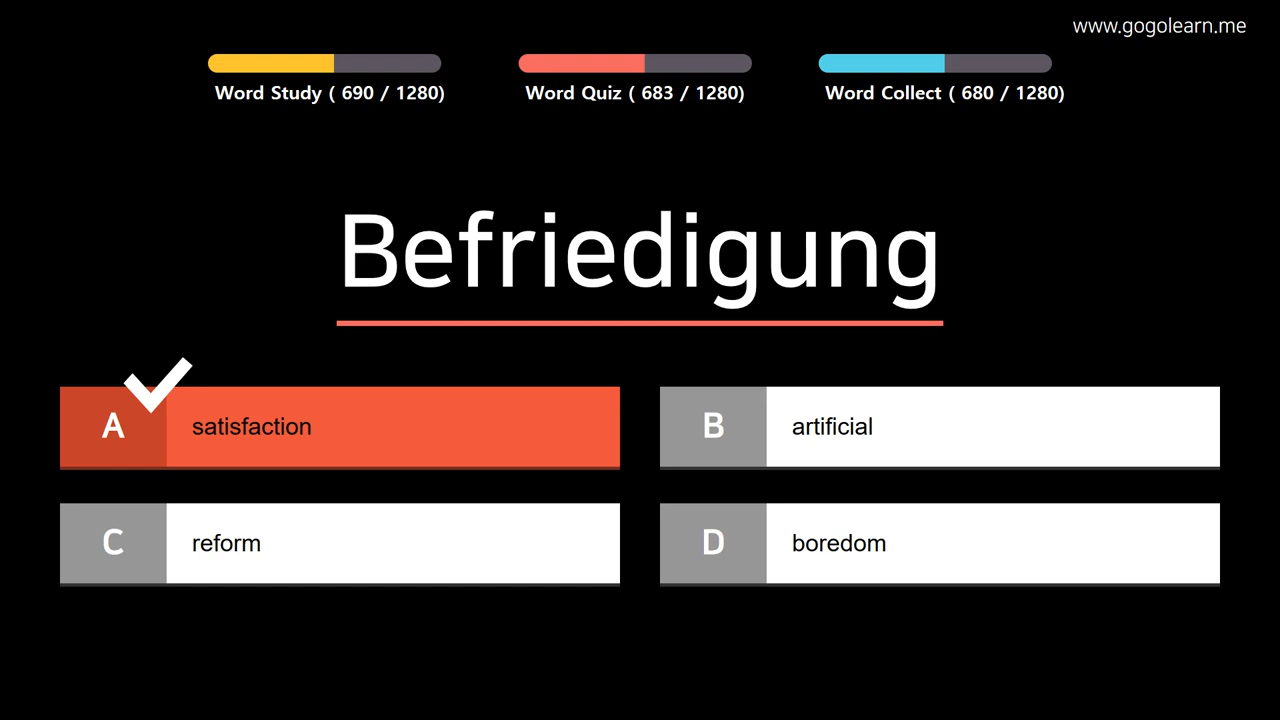 www.gogolearn.me
Word Study ( 690 / 1280)
Word Quiz ( 683 / 1280)
Word Collect ( 680 / 1280)
Befriedigung
A satisfaction
B artificial
C reform
D boredom